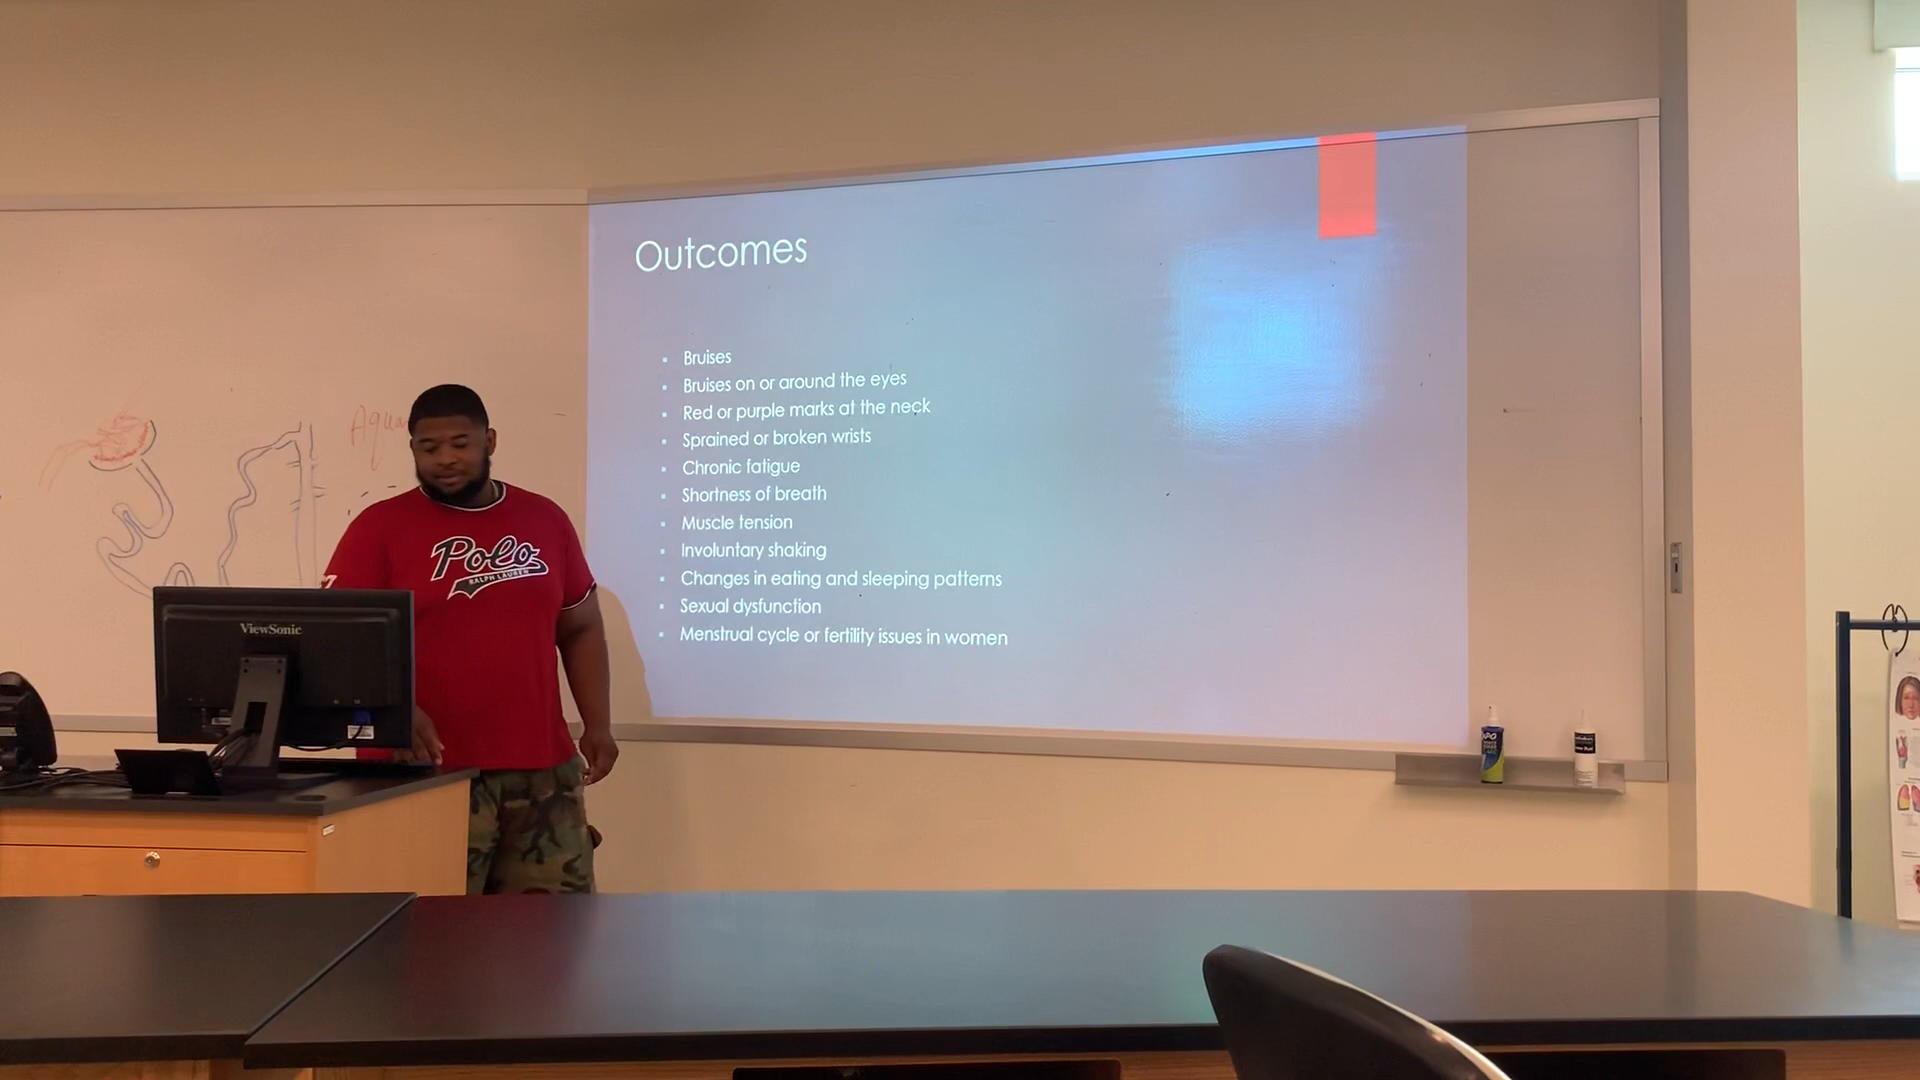 Outcomes
Bruises
Bruises on or around the eyes
Red or purple marks at the neck
Sprained or broken wrists
Chronic fatigue
Shortness of breath
Muscle tension
Involuntary shaking
Changes in eating and sleeping patterns
Sexual dysfunction
Menstrual cycle or fertility issues in women
Polo
RALPH LAUREN
ViewSonic